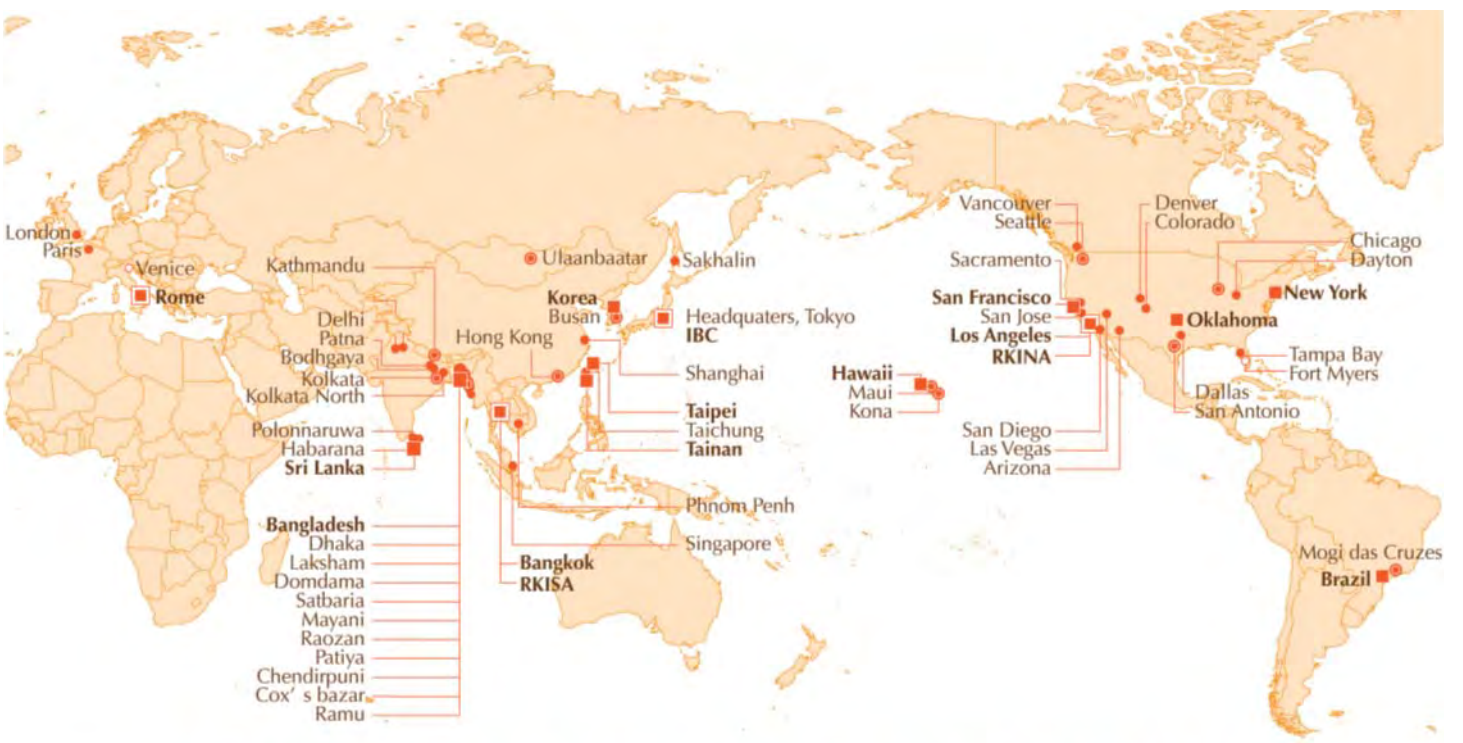 London
Paris
Venice
Rome
Kathmandu
Delhi
Patna
Bodhgaya
Kolkata
Kolkata North
Polonnaruwa
Habarana
Sri Lanka
Bangladesh
Dhaka
Laksham
Domdama
Satbaria
Mayani
Raozan
Patiya
Chendirpuni
Cox' s bazar
Ramu
Ulaanbaatar
Sakhalin
Korea
Busan
Hong Kong
Headquaters, Tokyo
IBC
Shanghai
Taipei
Taichung
Tainan
Phnom Penh
Singapore
Bangkok
RKISA
Hawaii
Maui
Kona
Vancouver
Seattle
Sacramento
San Francisco
San Jose
Los Angeles
RKINA
San Diego
Las Vegas
Arizona
Denver
Colorado
Chicago
Dayton
New York
Oklahoma
Tampa Bay
Fort Myers
Dallas
San Antonio
Mogi das Cruzes
Brazil